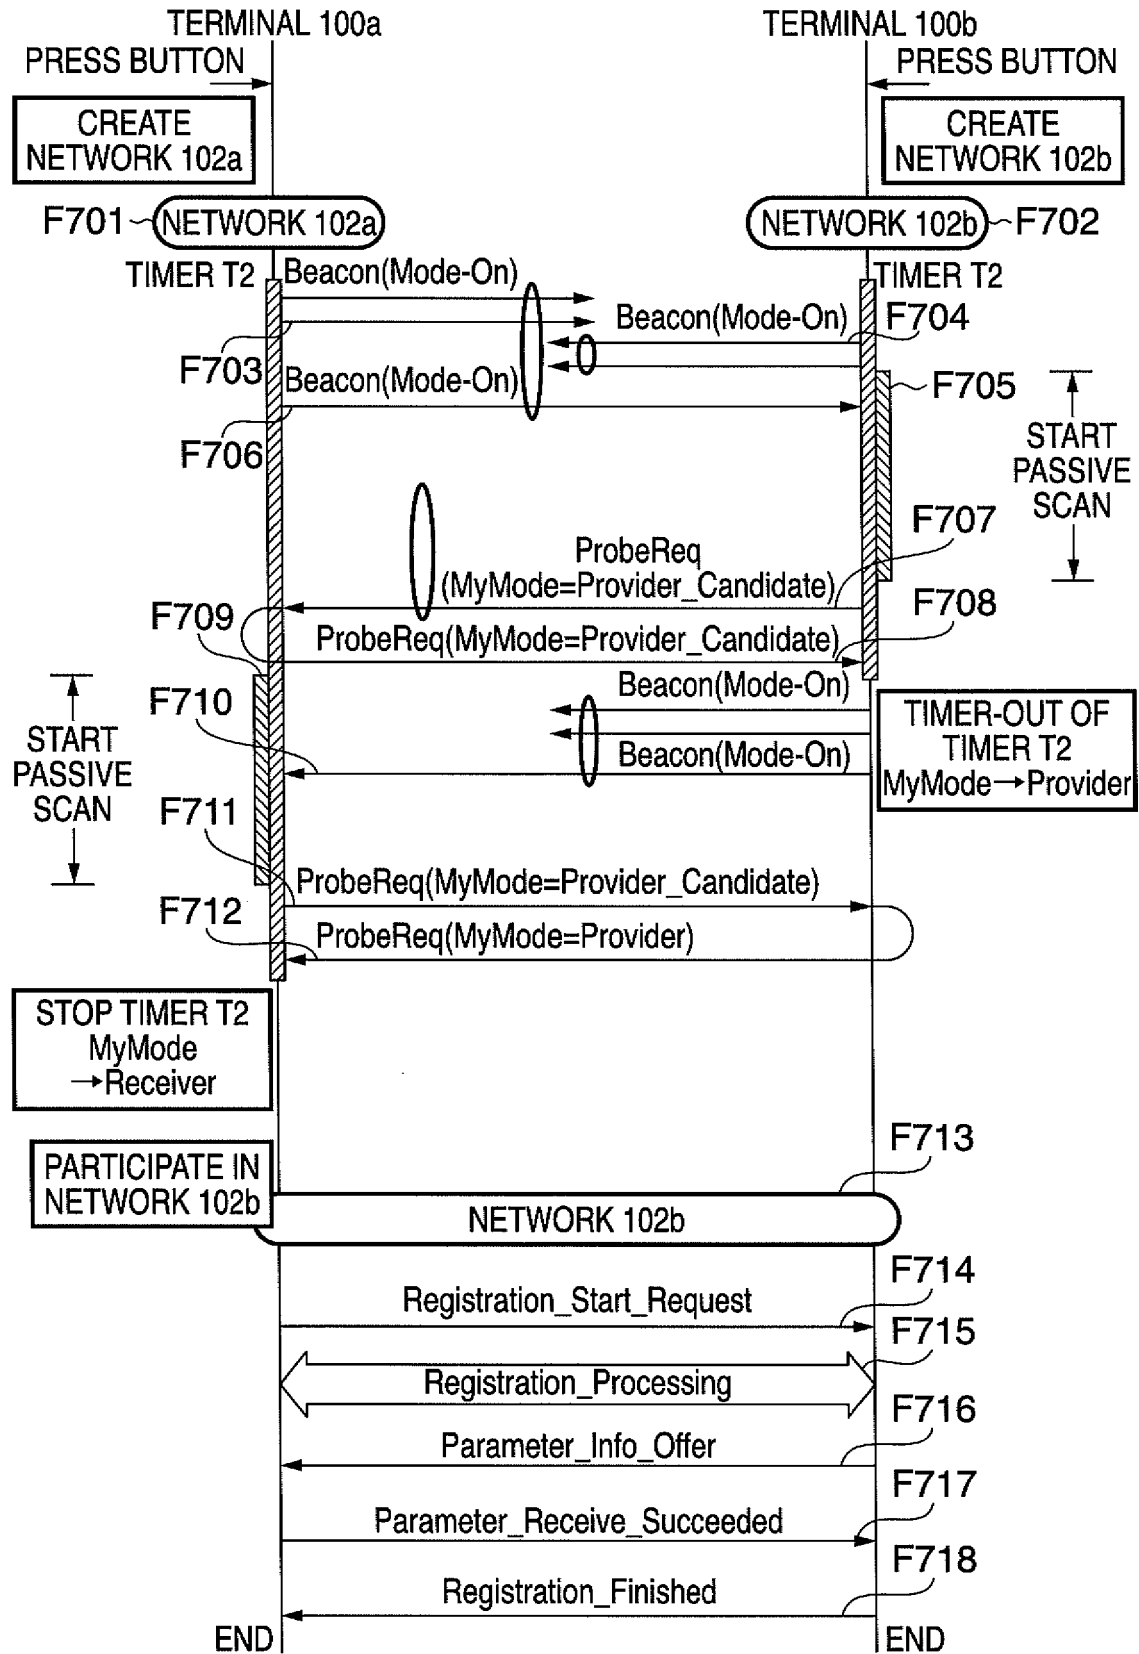 TERMINAL 100a
TERMINAL 100b
PRESS BUTTON
PRESS BUTTON
CREATE
NETWORK 102a
CREATE
NETWORK 102b
F701
NETWORK 102a
NETWORK 102b
F702
TIMER T2
Beacon(Mode-On)
TIMER T2
Beacon(Mode-On)
F704
F703
Beacon(Mode-On)
F705
F706
START
PASSIVE
SCAN
F707
ProbeReq
(MyMode=Provider_Candidate)
F708
F709
ProbeReq(MyMode=Provider_Candidate)
Beacon(Mode-On)
F710
TIMER-OUT OF
TIMER T2
MyMode→Provider
START
PASSIVE
SCAN
Beacon(Mode-On)
F711
ProbeReq(MyMode=Provider_Candidate)
F712
ProbeReq(MyMode=Provider)
STOP TIMER T2
MyMode
→Receiver
F713
PARTICIPATE IN
NETWORK 102b
NETWORK 102b
F714
Registration_Start_Request
F715
Registration_Processing
F716
Parameter_Info_Offer
F717
Parameter_Receive_Succeeded
F718
Registration_Finished
END
END